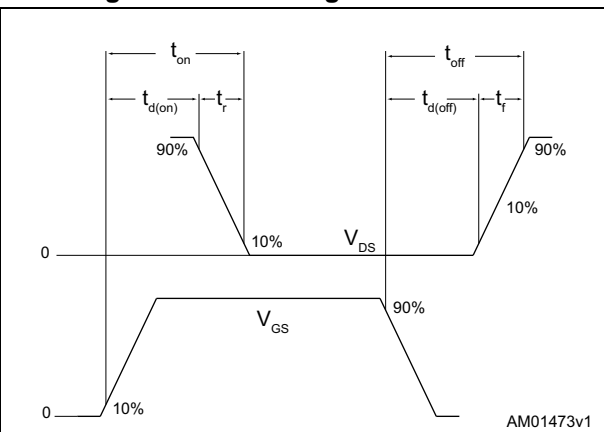 t_on t_off
t_d(on) t_r t_d(off) t_f
90% 90%
10%
10% V_DS
0
90%
V_GS
0 10%
AM01473v1